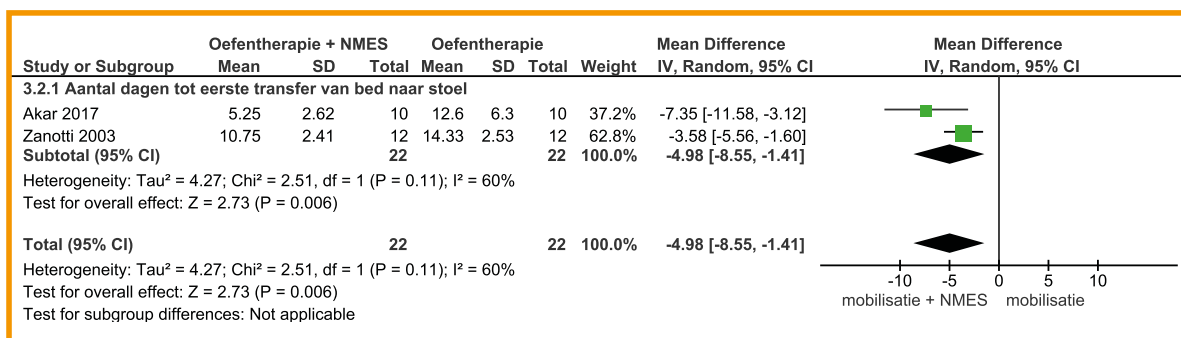 Oefentherapie + NMES Oefentherapie Mean Difference Mean Difference
Study or Subgroup Mean SD Total Mean SD Total Weight IV, Random, 95% CI IV, Random, 95% CI
3.2.1 Aantal dagen tot eerste transfer van bed naar stoel
Akar 2017 5.25 2.62 10 12.6 6.3 10 37.2% -7.35 [-11.58, -3.12]
Zanotti 2003 10.75 2.41 12 14.33 2.53 12 62.8% -3.58 [-5.56, -1.60]
Subtotal (95% CI) 22 22 100.0% -4.98 [-8.55, -1.41]
Heterogeneity: Tau² = 4.27; Chi² = 2.51, df = 1 (P = 0.11); I² = 60%
Test for overall effect: Z = 2.73 (P = 0.006)
Total (95% CI) 22 22 100.0% -4.98 [-8.55, -1.41]
Heterogeneity: Tau² = 4.27; Chi² = 2.51, df = 1 (P = 0.11); I² = 60%
Test for overall effect: Z = 2.73 (P = 0.006)
Test for subgroup differences: Not applicable
-10 -5 0 5 10
mobilisatie + NMES mobilisatie